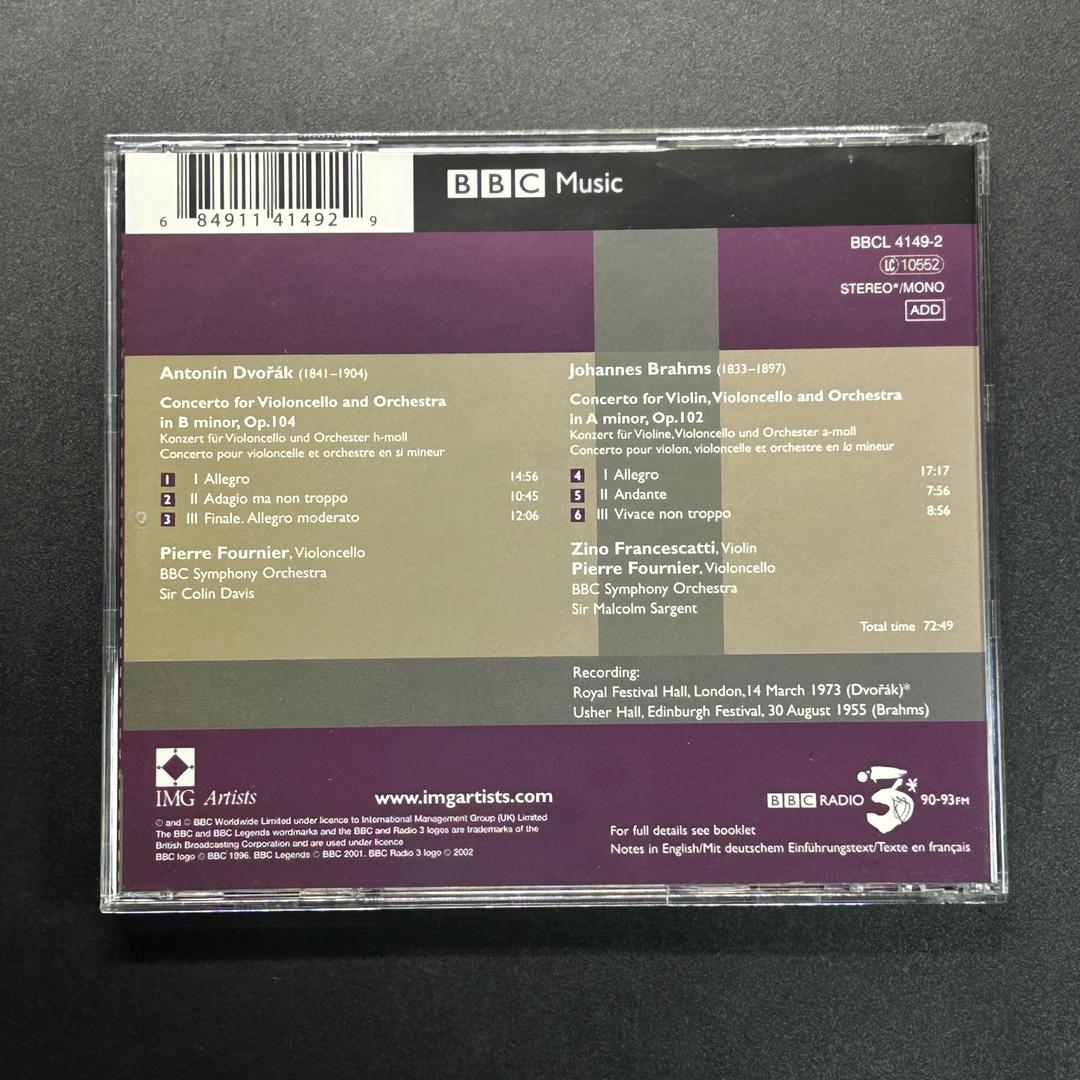 6 84911 41492 9
BBC Music
BBCL 4149-2
LC 10552
STEREO*/MONO
ADD
Antonín Dvořák (1841–1904)
Concerto for Violoncello and Orchestra
in B minor, Op.104
Konzert für Violoncello und Orchester h-moll
Concerto pour violoncelle et orchestre en si mineur
1 I Allegro 14:56
2 II Adagio ma non troppo 10:45
3 III Finale. Allegro moderato 12:06
Pierre Fournier, Violoncello
BBC Symphony Orchestra
Sir Colin Davis
Johannes Brahms (1833–1897)
Concerto for Violin, Violoncello and Orchestra
in A minor, Op.102
Konzert für Violine, Violoncello und Orchester a-moll
Concerto pour violon, violoncelle et orchestre en la mineur
4 I Allegro 17:17
5 II Andante 7:56
6 III Vivace non troppo 8:56
Zino Francescatti, Violin
Pierre Fournier, Violoncello
BBC Symphony Orchestra
Sir Malcolm Sargent
Total time 72:49
Recording:
Royal Festival Hall, London, 14 March 1973 (Dvořák)*
Usher Hall, Edinburgh Festival, 30 August 1955 (Brahms)
IMG Artists
www.imgartists.com
℗ and © BBC Worldwide Limited under licence to International Management Group (UK) Limited
The BBC and BBC Legends wordmarks and the BBC and Radio 3 logos are trademarks of the
British Broadcasting Corporation and are used under licence
BBC logo © BBC 1996. BBC Legends © BBC 2001. BBC Radio 3 logo © 2002
BBC RADIO 3 90-93FM
For full details see booklet
Notes in English/Mit deutschem Einführungstext/Texte en français